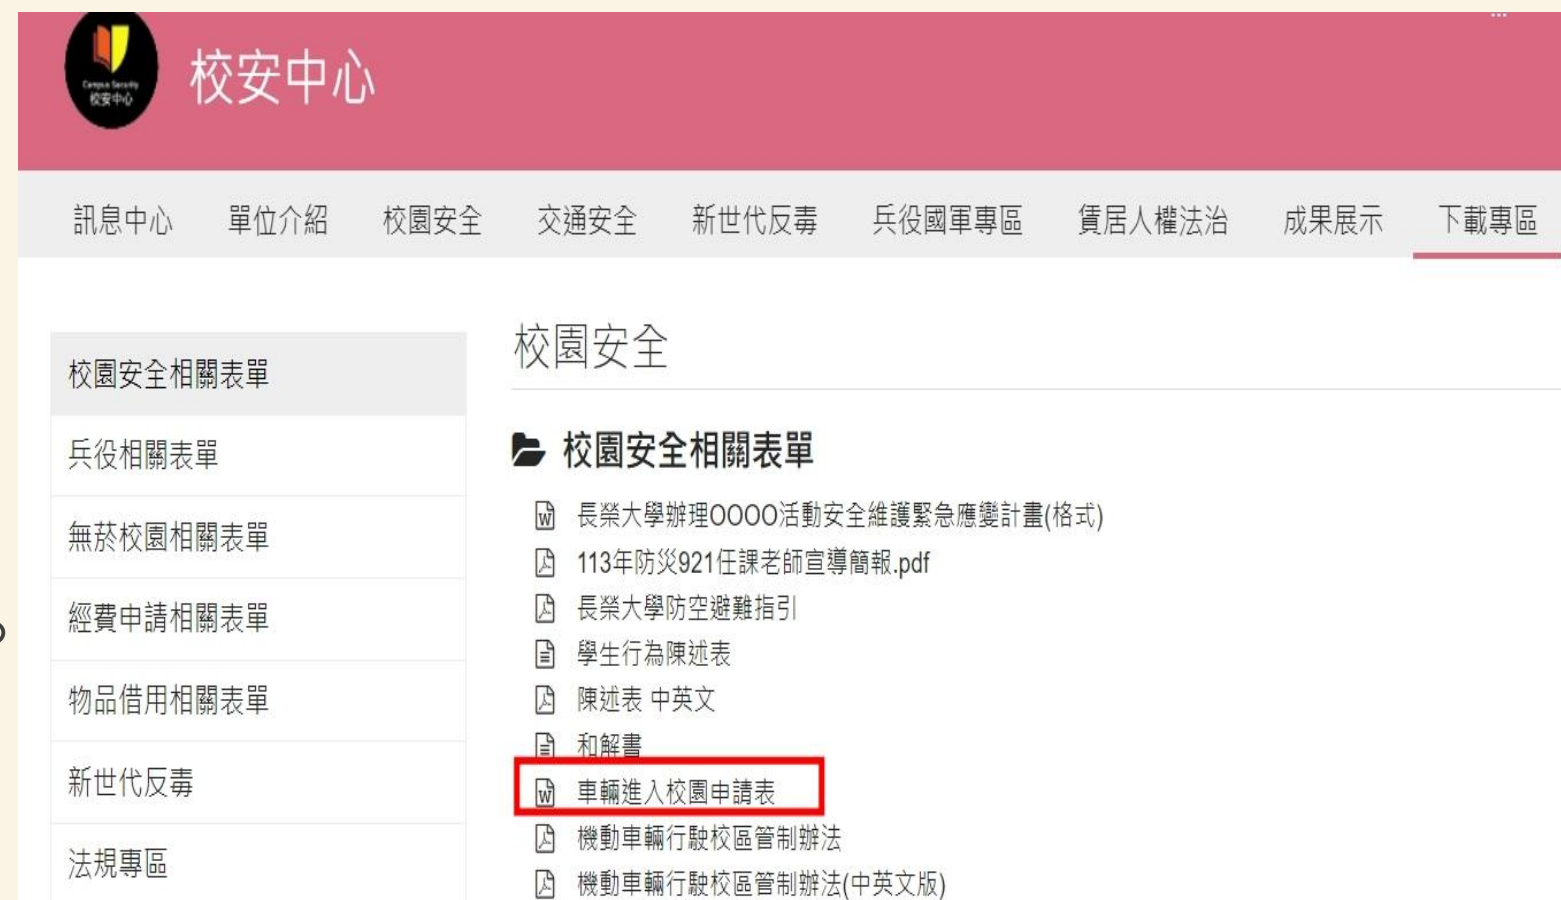 Campus Security
校安中心
校安中心
訊息中心 單位介紹 校園安全 交通安全 新世代反毒 兵役國軍專區 賃居人權法治 成果展示 下載專區
校園安全相關表單
兵役相關表單
無菸校園相關表單
經費申請相關表單
物品借用相關表單
新世代反毒
法規專區
校園安全
校園安全相關表單
長榮大學辦理OOOO活動安全維護緊急應變計畫(格式)
113年防災921任課老師宣導簡報.pdf
長榮大學防空避難指引
學生行為陳述表
陳述表 中英文
和解書
車輛進入校園申請表
機動車輛行駛校區管制辦法
機動車輛行駛校區管制辦法(中英文版)